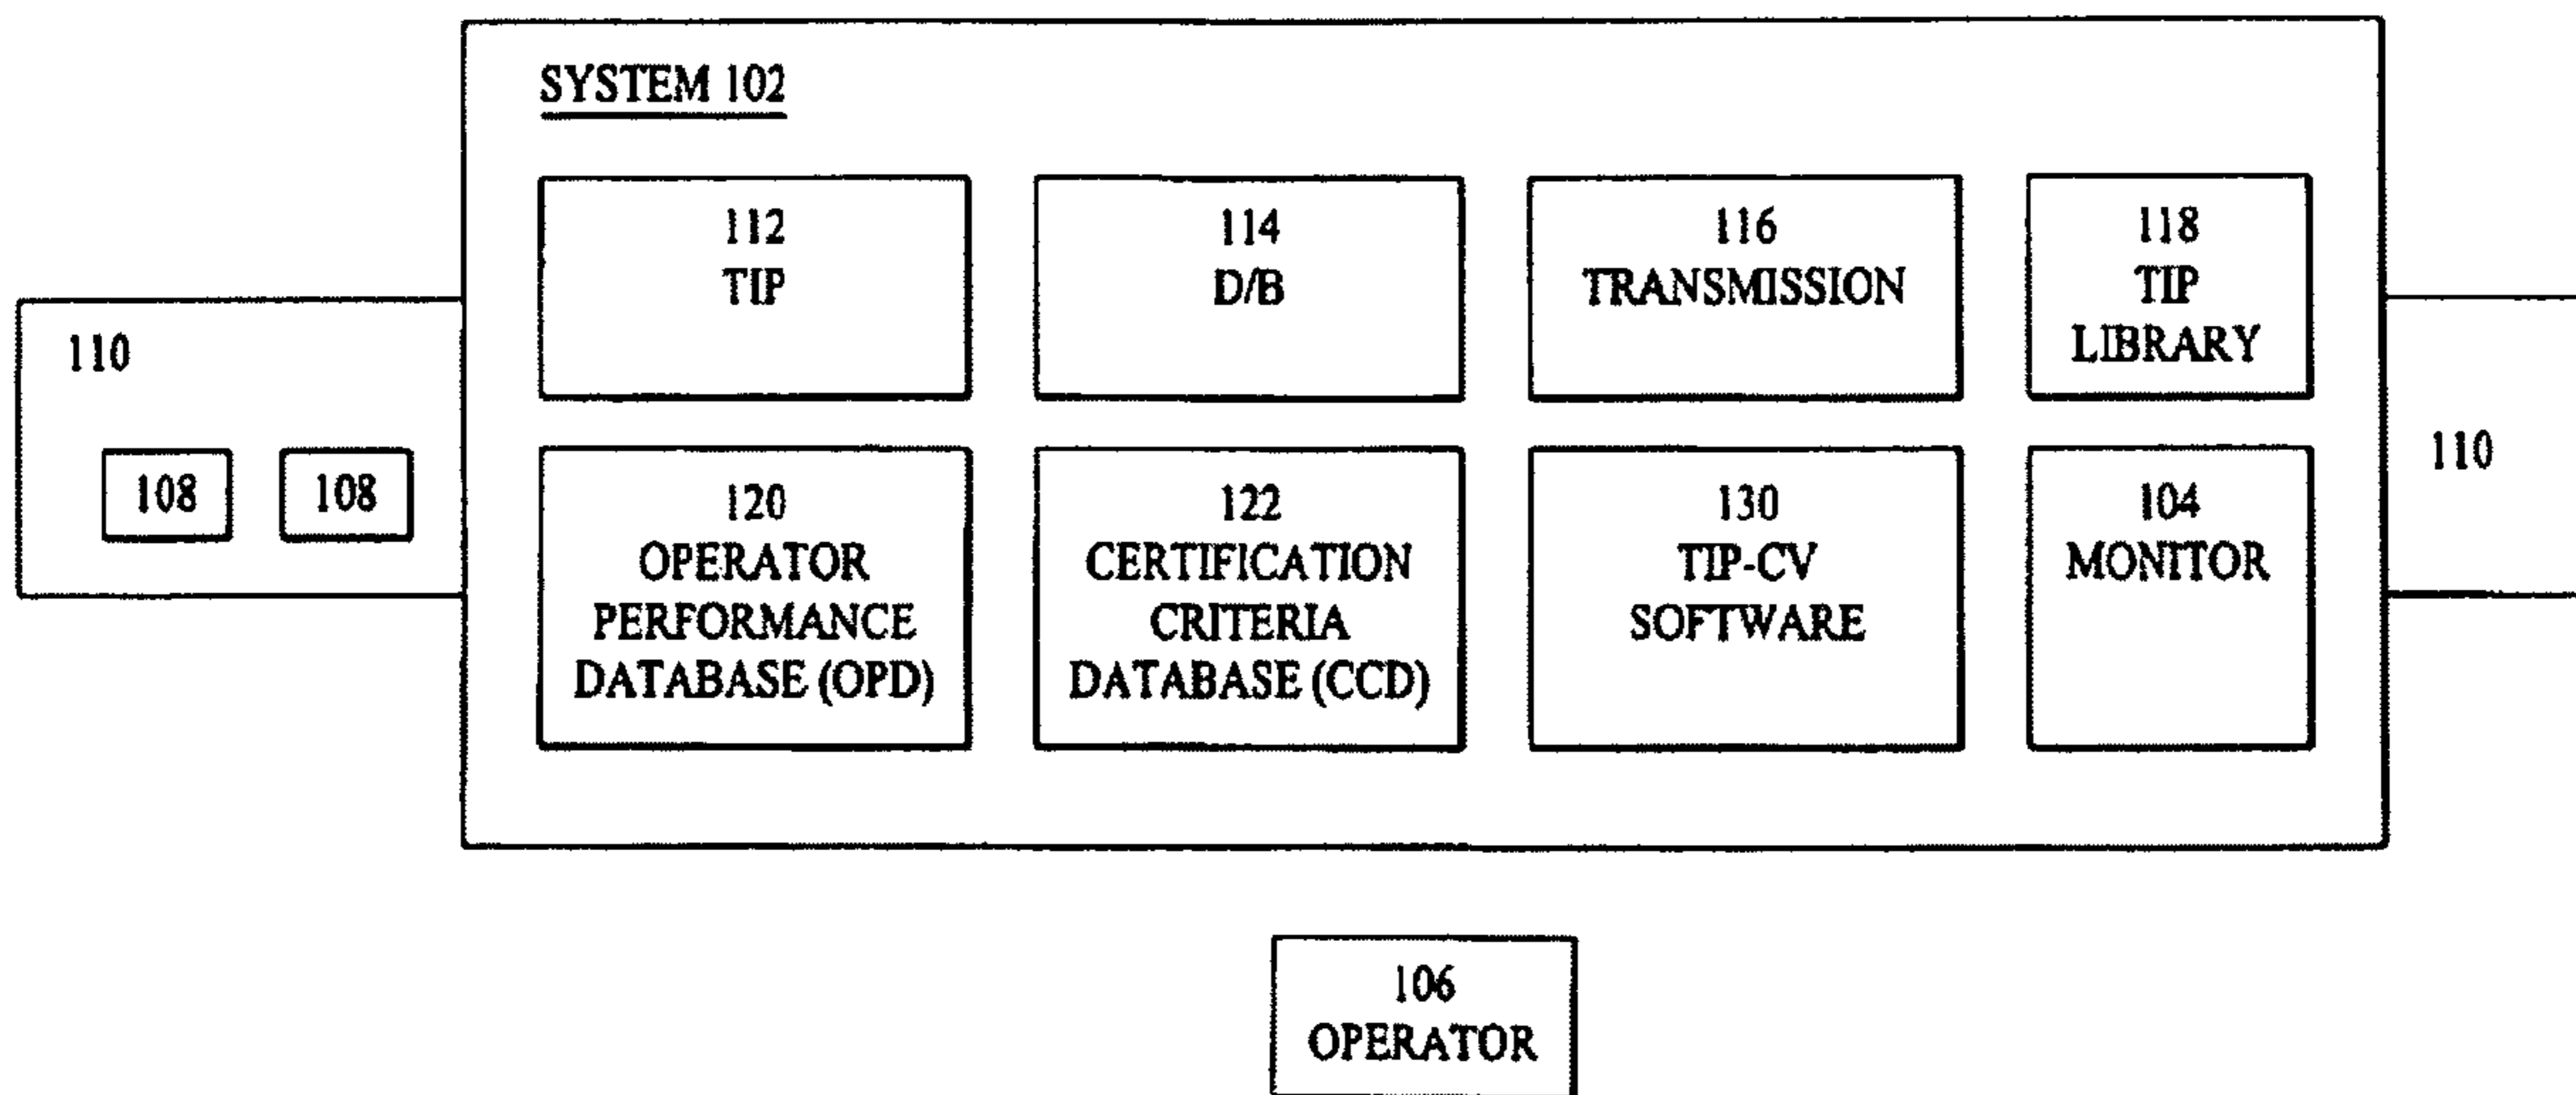 SYSTEM 102
112
TIP
114
D/B
116
TRANSMISSION
118
TIP
LIBRARY
110
108
108
120
OPERATOR
PERFORMANCE
DATABASE (OPD)
122
CERTIFICATION
CRITERIA
DATABASE (CCD)
130
TIP-CV
SOFTWARE
104
MONITOR
110
106
OPERATOR